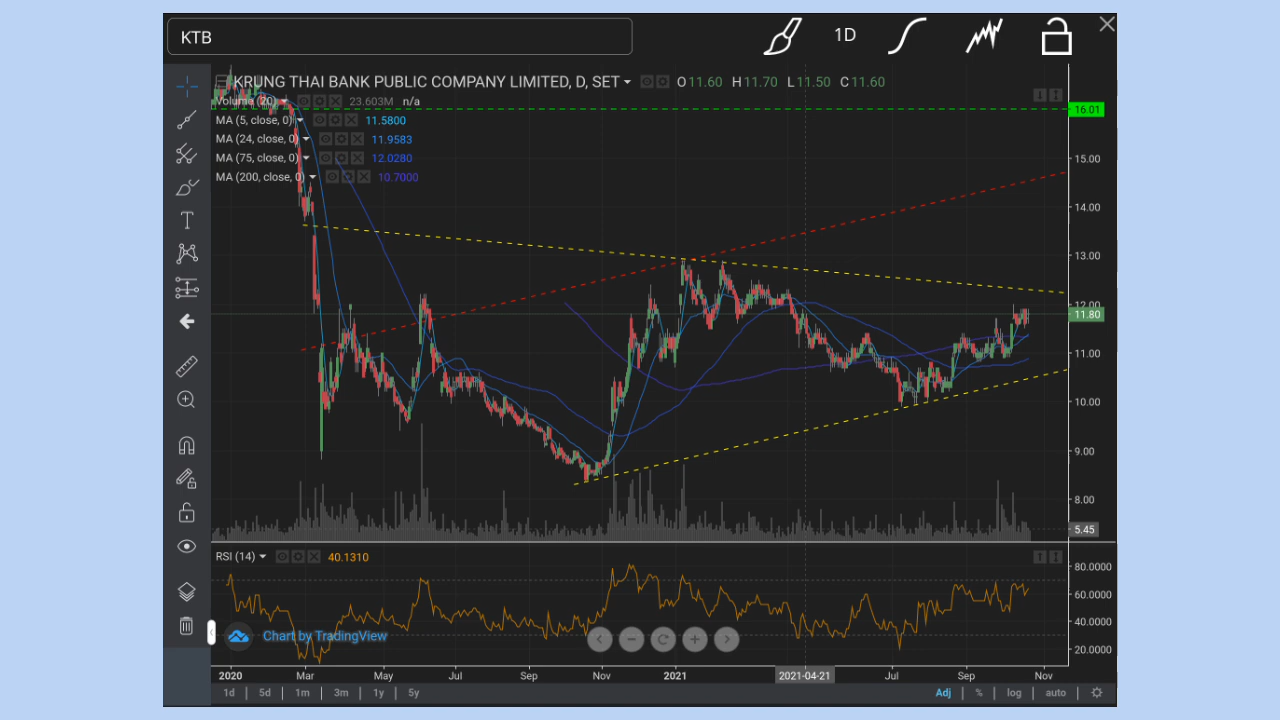 KTB
1D
KRUNG THAI BANK PUBLIC COMPANY LIMITED, D, SET O11.60 H11.70 L11.50 C11.60
Volume (20) 23.603M n/a
16.01
MA (5, close, 0) 11.5800
MA (24, close, 0) 11.9583
MA (75, close, 0) 12.0280
15.00
MA (200, close, 0) 10.7000
14.00
13.00
12.00
11.80
11.00
10.00
9.00
8.00
5.45
RSI (14) 40.1310
80.0000
60.0000
40.0000
Chart by TradingView
20.0000
2020 Mar May Jul Sep Nov 2021 2021-04-21 Jul Sep Nov
1d 5d 1m 3m 1y 5y Adj % log auto